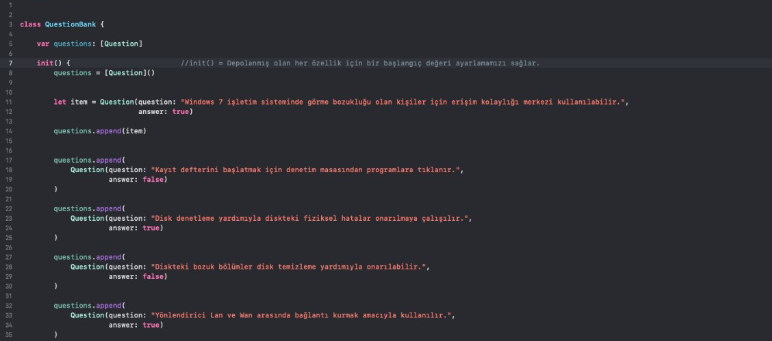 1
2
3 class QuestionBank {
4
5 var questions: [Question]
6
7 init() { //init() = Depolanmış olan her özellik için bir başlangıç değeri ayarlamamızı sağlar.
8 questions = [Question]()
9
10
11 let item = Question(question: "Windows 7 işletim sisteminde görme bozukluğu olan kişiler için erişim kolaylığı merkezi kullanılabilir.",
12 answer: true)
13
14 questions.append(item)
15
16
17 questions.append(
18 Question(question: "Kayıt defterini başlatmak için denetim masasından programlara tıklanır.",
19 answer: false)
20 )
21
22 questions.append(
23 Question(question: "Disk denetleme yardımıyla diskteki fiziksel hatalar onarılmaya çalışılır.",
24 answer: true)
25 )
26
27 questions.append(
28 Question(question: "Diskteki bozuk bölümler disk temizleme yardımıyla onarılabilir.",
29 answer: false)
30 )
31
32 questions.append(
33 Question(question: "Yönlendirici Lan ve Wan arasında bağlantı kurmak amacıyla kullanılır.",
34 answer: true)
35 )